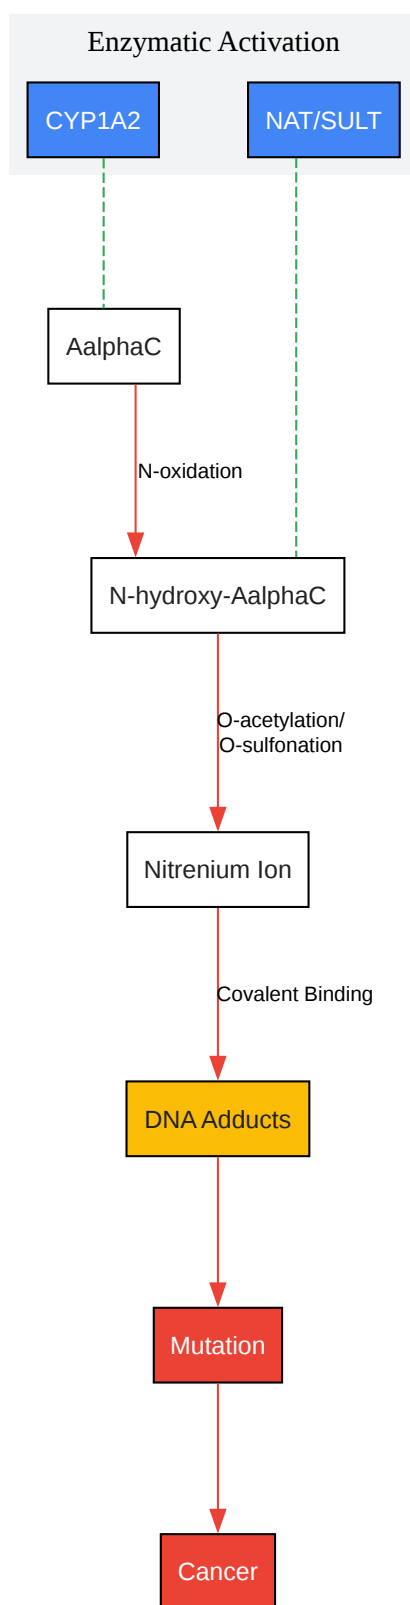 Enzymatic Activation
CYP1A2
NAT/SULT
AalphaC
N-oxidation
N-hydroxy-AalphaC
O-acetylation/
O-sulfonation
Nitrenium Ion
Covalent Binding
DNA Adducts
Mutation
Cancer